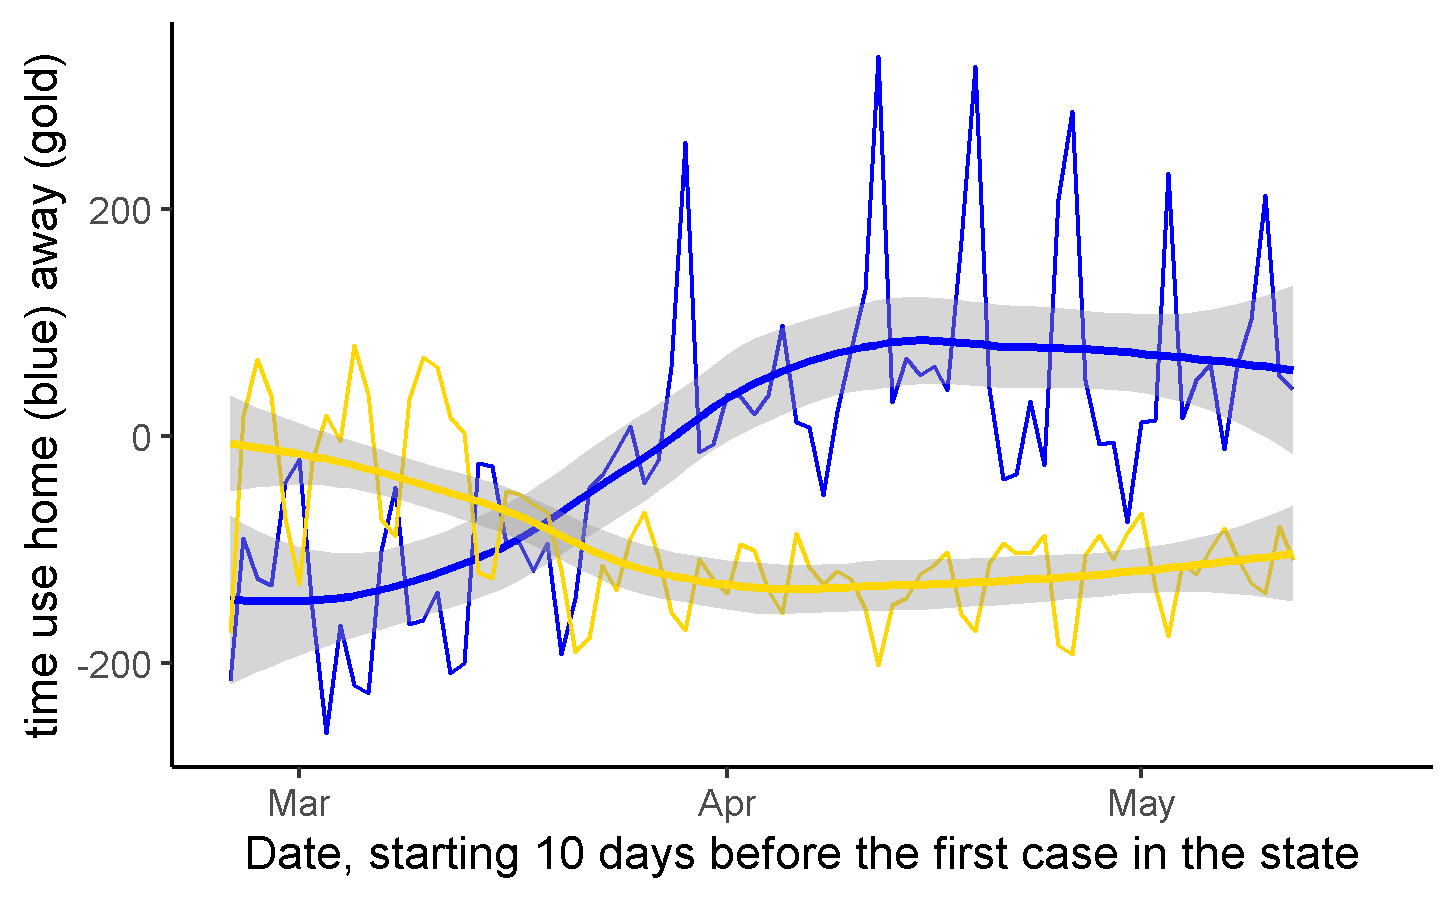 time use home (blue) away (gold)
200
0
-200
Mar
Apr
May
Date, starting 10 days before the first case in the state